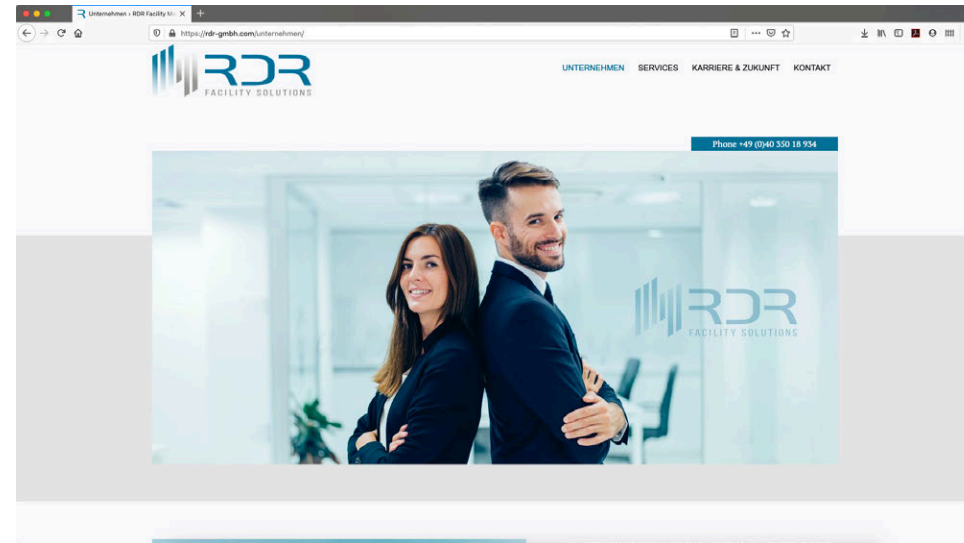 Unternehmen › RDR Facility M
https://rdr-gmbh.com/unternehmen/
RDR
FACILITY SOLUTIONS
UNTERNEHMEN SERVICES KARRIERE & ZUKUNFT KONTAKT
Phone +49 (0)40 350 18 934
RDR
FACILITY SOLUTIONS